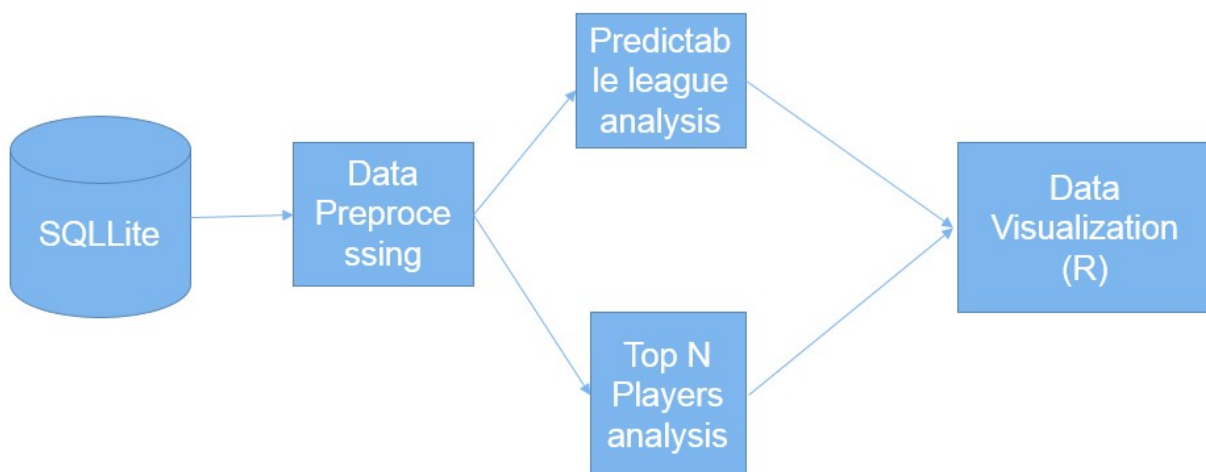 SQLLite
Data
Preproce
ssing
Predictab
le league
analysis
Top N
Players
analysis
Data
Visualization
(R)